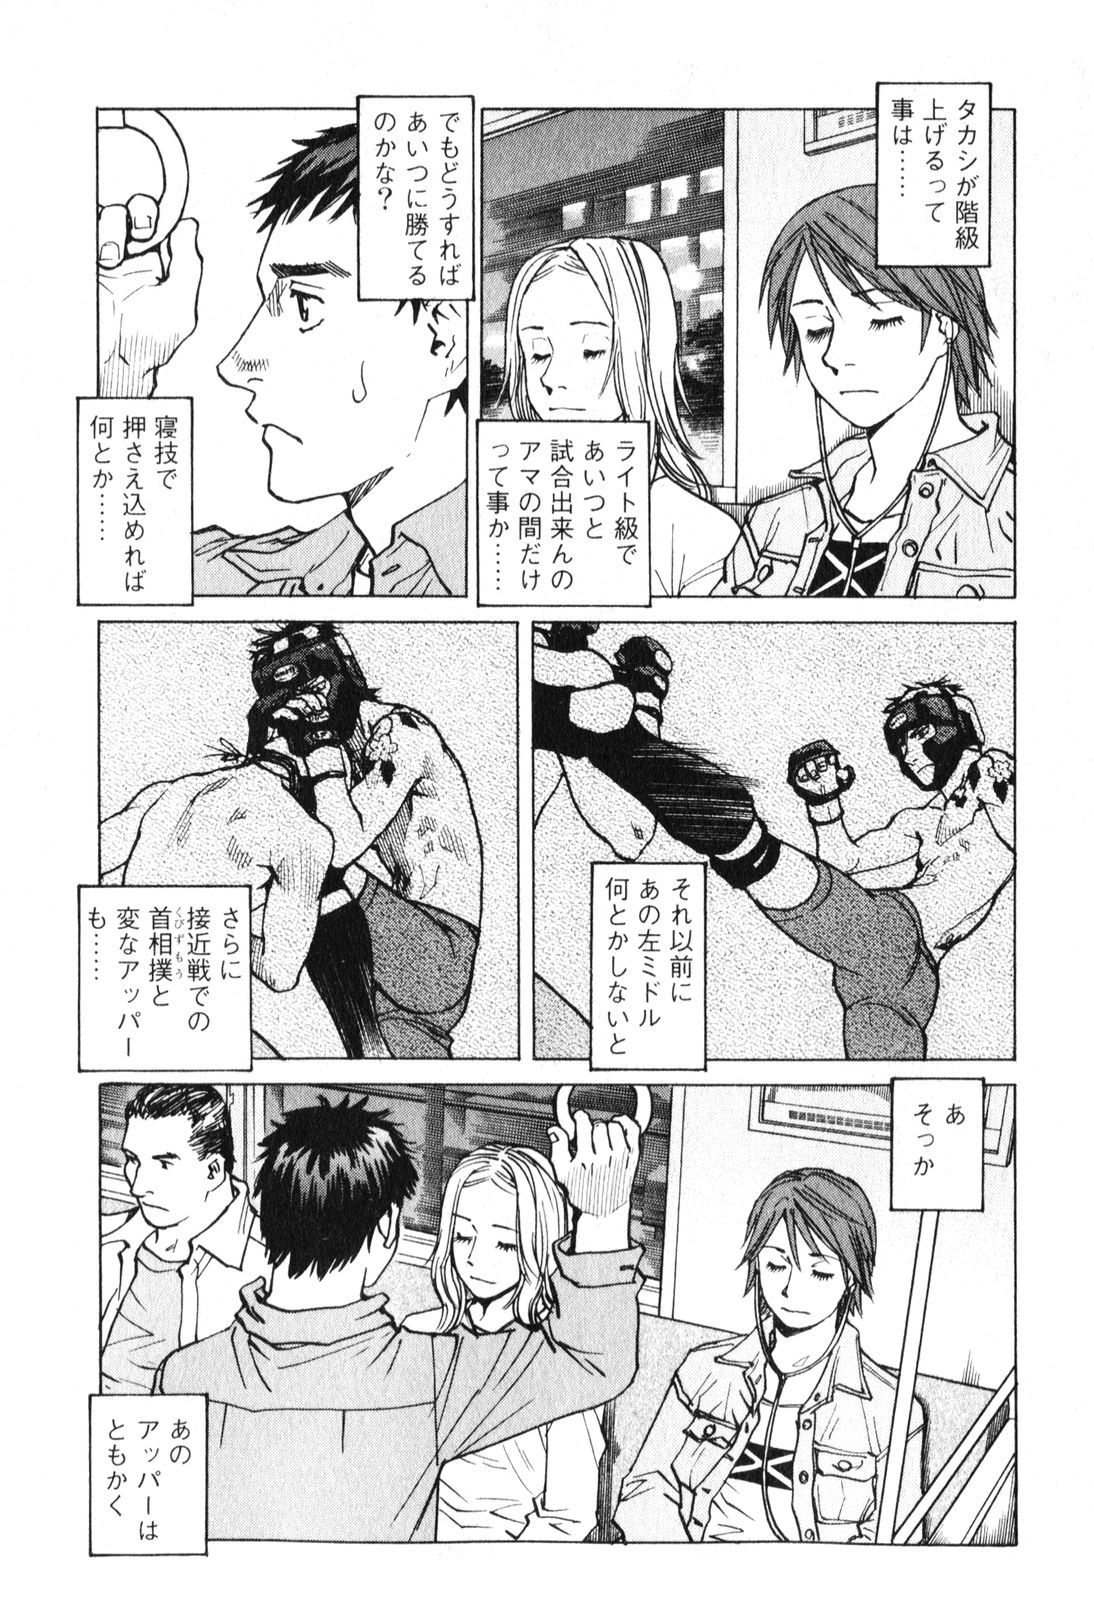 タカシが階級
上げるって
事は……
ライト級で
あいつと
試合出来んの
アマの間だけ
って事か……
でもどうすれば
あいつに勝てる
のかな？
寝技で
押さえ込めれば
何とか……
それ以前に
あの左ミドル
何とかしないと
さらに
接近戦での
首相撲と
くびずもう
変なアッパー
も……
あ
そっか
あの
アッパーは
ともかく